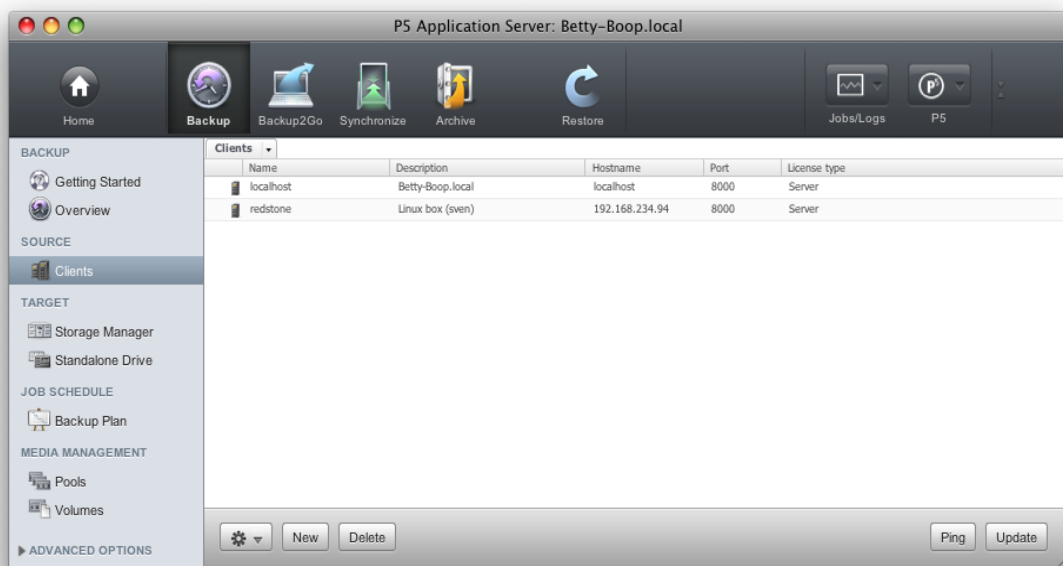 P5 Application Server: Betty-Boop.local
Home
Backup
Backup2Go
Synchronize
Archive
Restore
Jobs/Logs
P5
BACKUP
Getting Started
Overview
SOURCE
Clients
TARGET
Storage Manager
Standalone Drive
JOB SCHEDULE
Backup Plan
MEDIA MANAGEMENT
Pools
Volumes
ADVANCED OPTIONS
Clients
Name Description Hostname Port License type
localhost Betty-Boop.local localhost 8000 Server
redstone Linux box (sven) 192.168.234.94 8000 Server
New Delete Ping Update